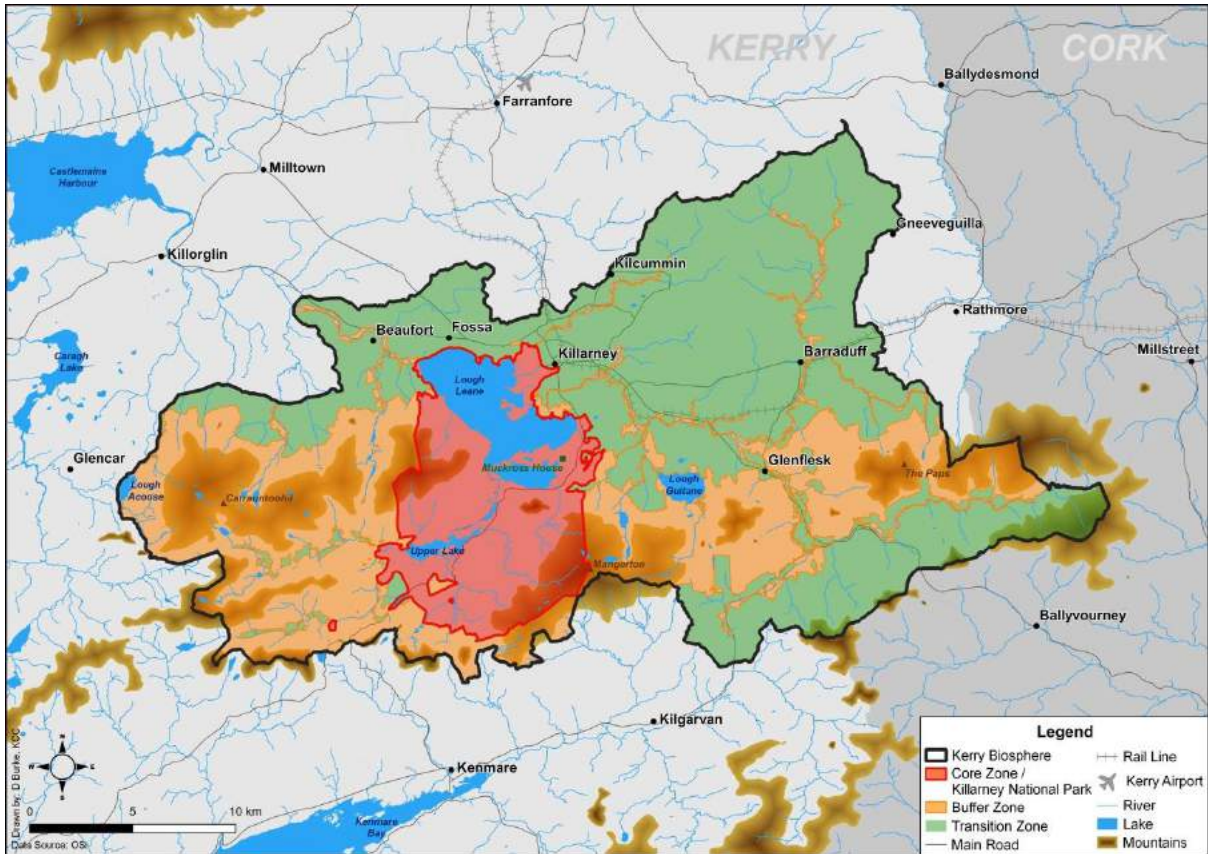 KERRY
CORK
Ballydesmond
Farranfore
Milltown
Castlemaine
Harbour
Gneeveguilla
Killorglin
Kilcummin
Rathmore
Beaufort
Fossa
Killarney
Barraduff
Millstreet
Caragh
Lake
Lough
Leane
Glencar
Muckross House
Glenflesk
The Paps
Lough
Acoose
Carrauntoohil
Lough
Guitane
Upper Lake
Mangerton
Ballyvourney
Kilgarvan
Kenmare
Kenmare
Bay
N
W
E
S
0
5
10 km
Drawn by: D Burke, KCC
Data Source: OSi
Legend
Kerry Biosphere
Core Zone /
Killarney National Park
Buffer Zone
Transition Zone
Main Road
Rail Line
Kerry Airport
River
Lake
Mountains